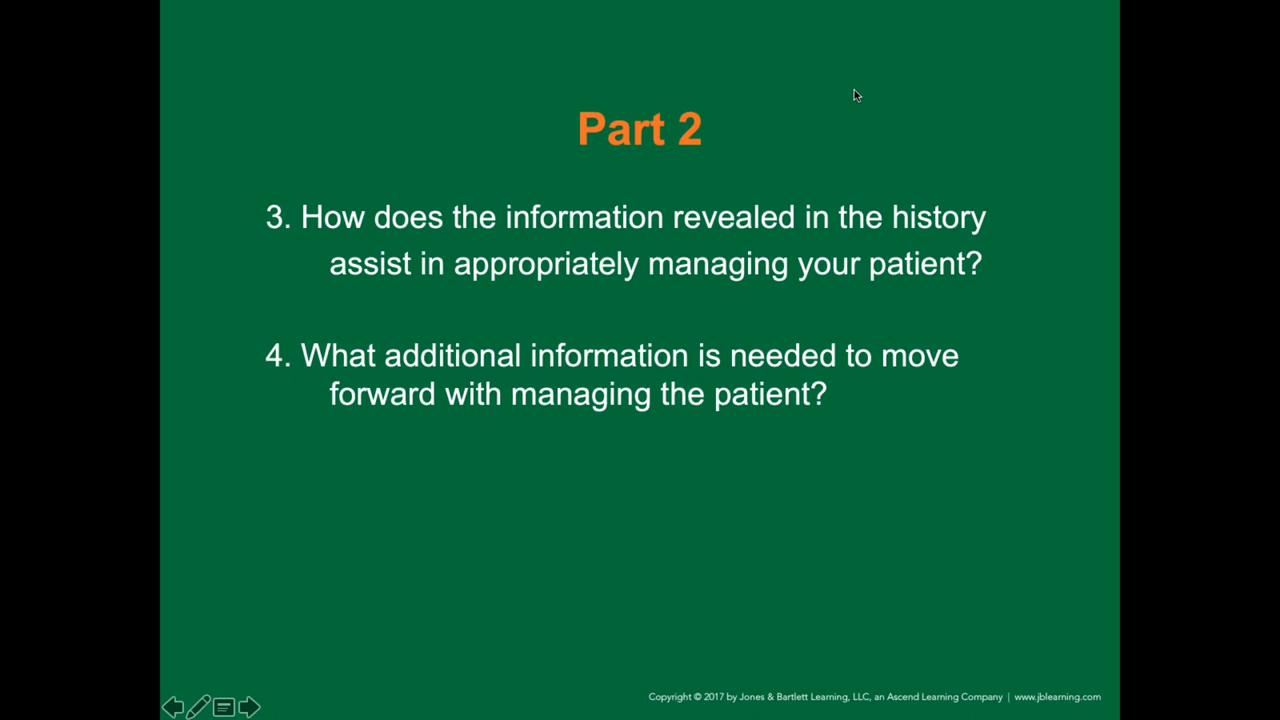 Part 2
3. How does the information revealed in the history
assist in appropriately managing your patient?
4. What additional information is needed to move
forward with managing the patient?
Copyright © 2017 by Jones & Bartlett Learning, LLC, an Ascend Learning Company | www.jblearning.com